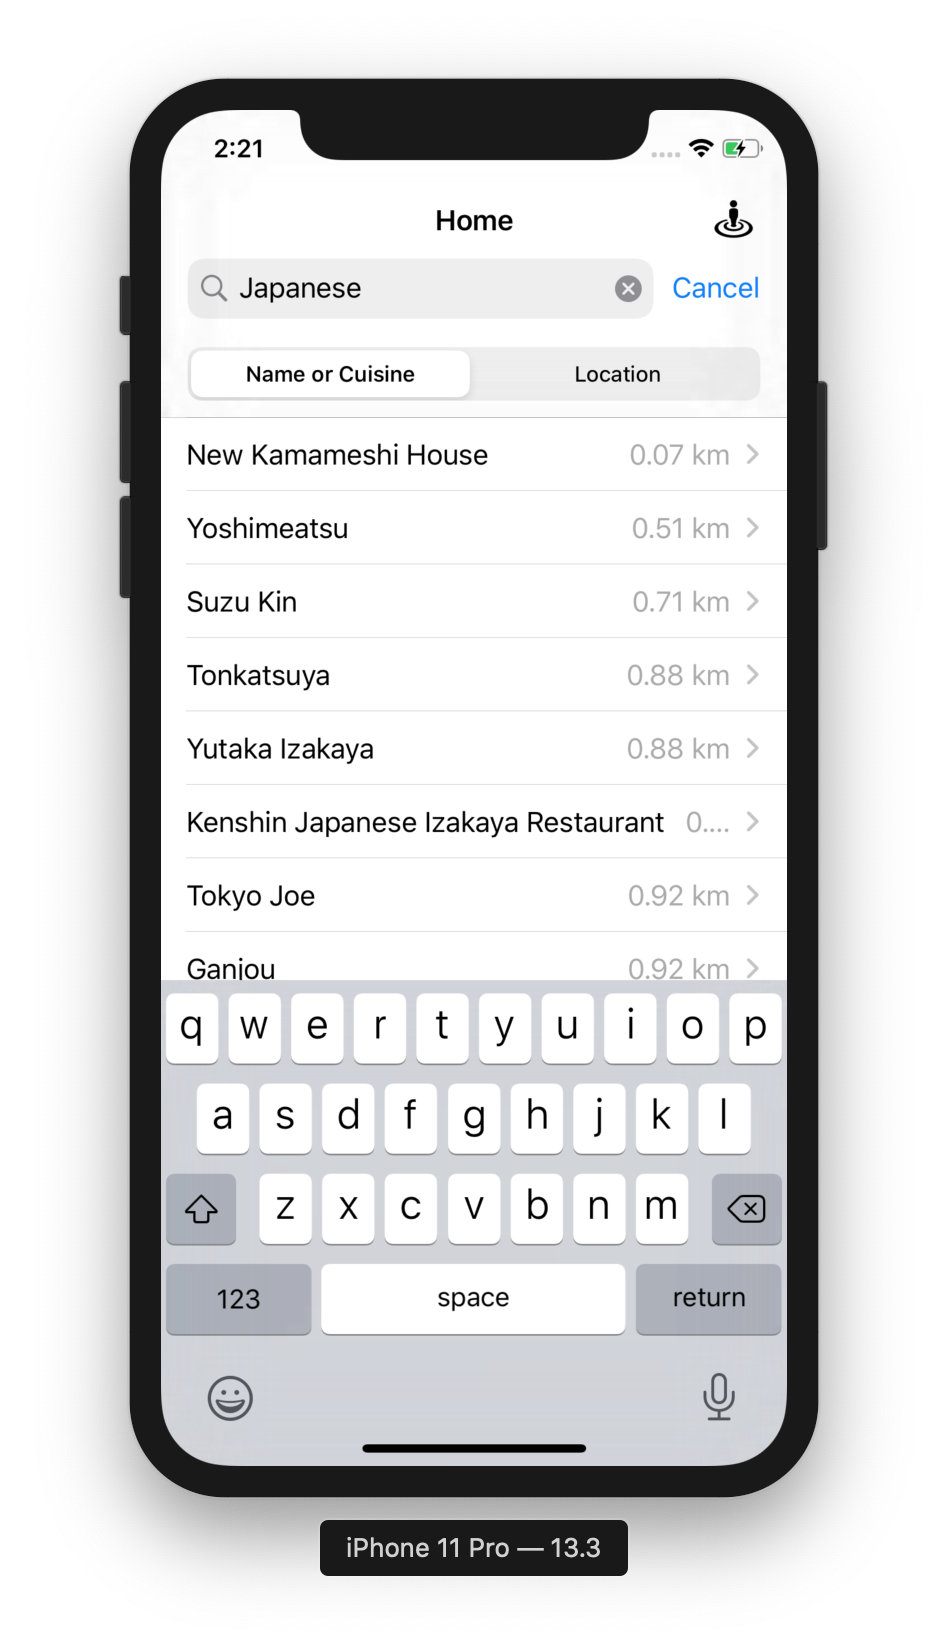 2:21
Home
Japanese
Cancel
Name or Cuisine Location
New Kamameshi House 0.07 km
Yoshimeatsu 0.51 km
Suzu Kin 0.71 km
Tonkatsuya 0.88 km
Yutaka Izakaya 0.88 km
Kenshin Japanese Izakaya Restaurant 0....
Tokyo Joe 0.92 km
Ganjou 0.92 km
q w e r t y u i o p
a s d f g h j k l
z x c v b n m
123 space return
iPhone 11 Pro — 13.3